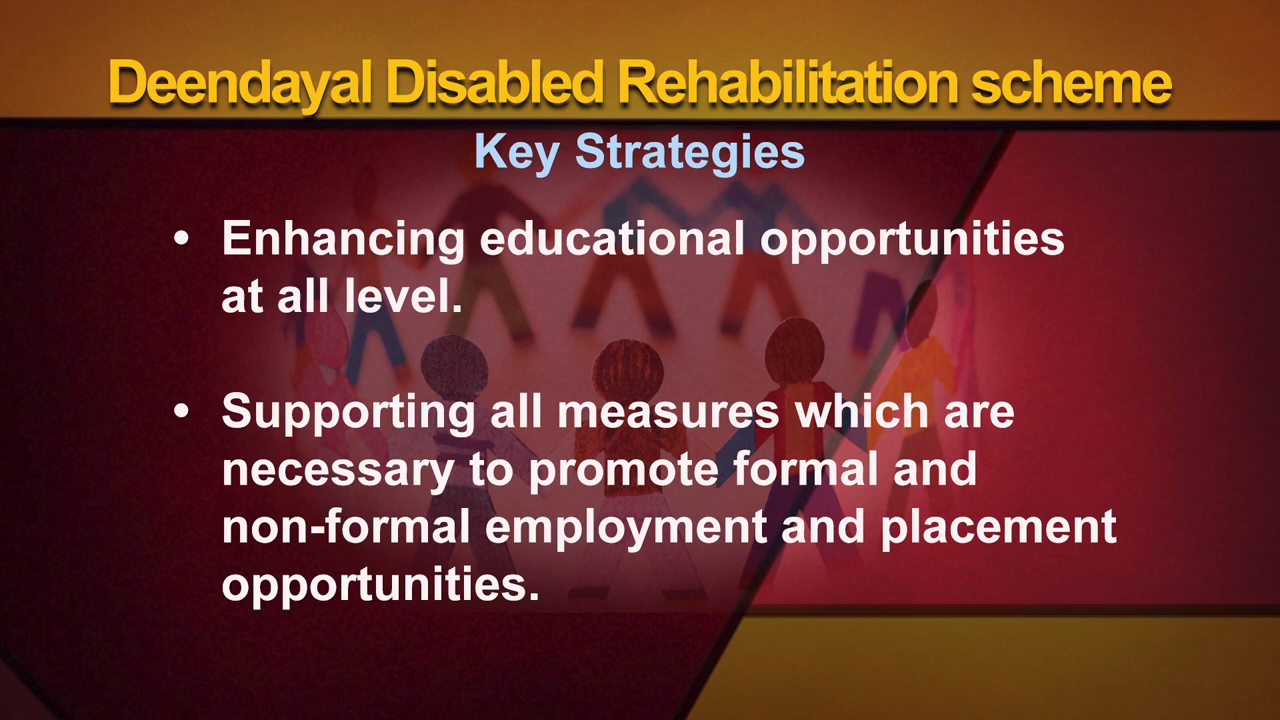 Deendayal Disabled Rehabilitation scheme
Key Strategies
• Enhancing educational opportunities
at all level.
• Supporting all measures which are
necessary to promote formal and
non-formal employment and placement
opportunities.